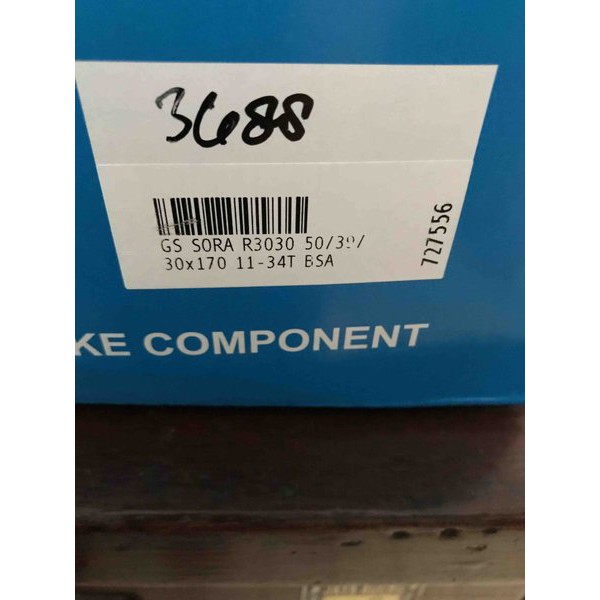 3688
GS SORA R3030 50/39/
30x170 11-34T BSA
727556
KE COMPONENT